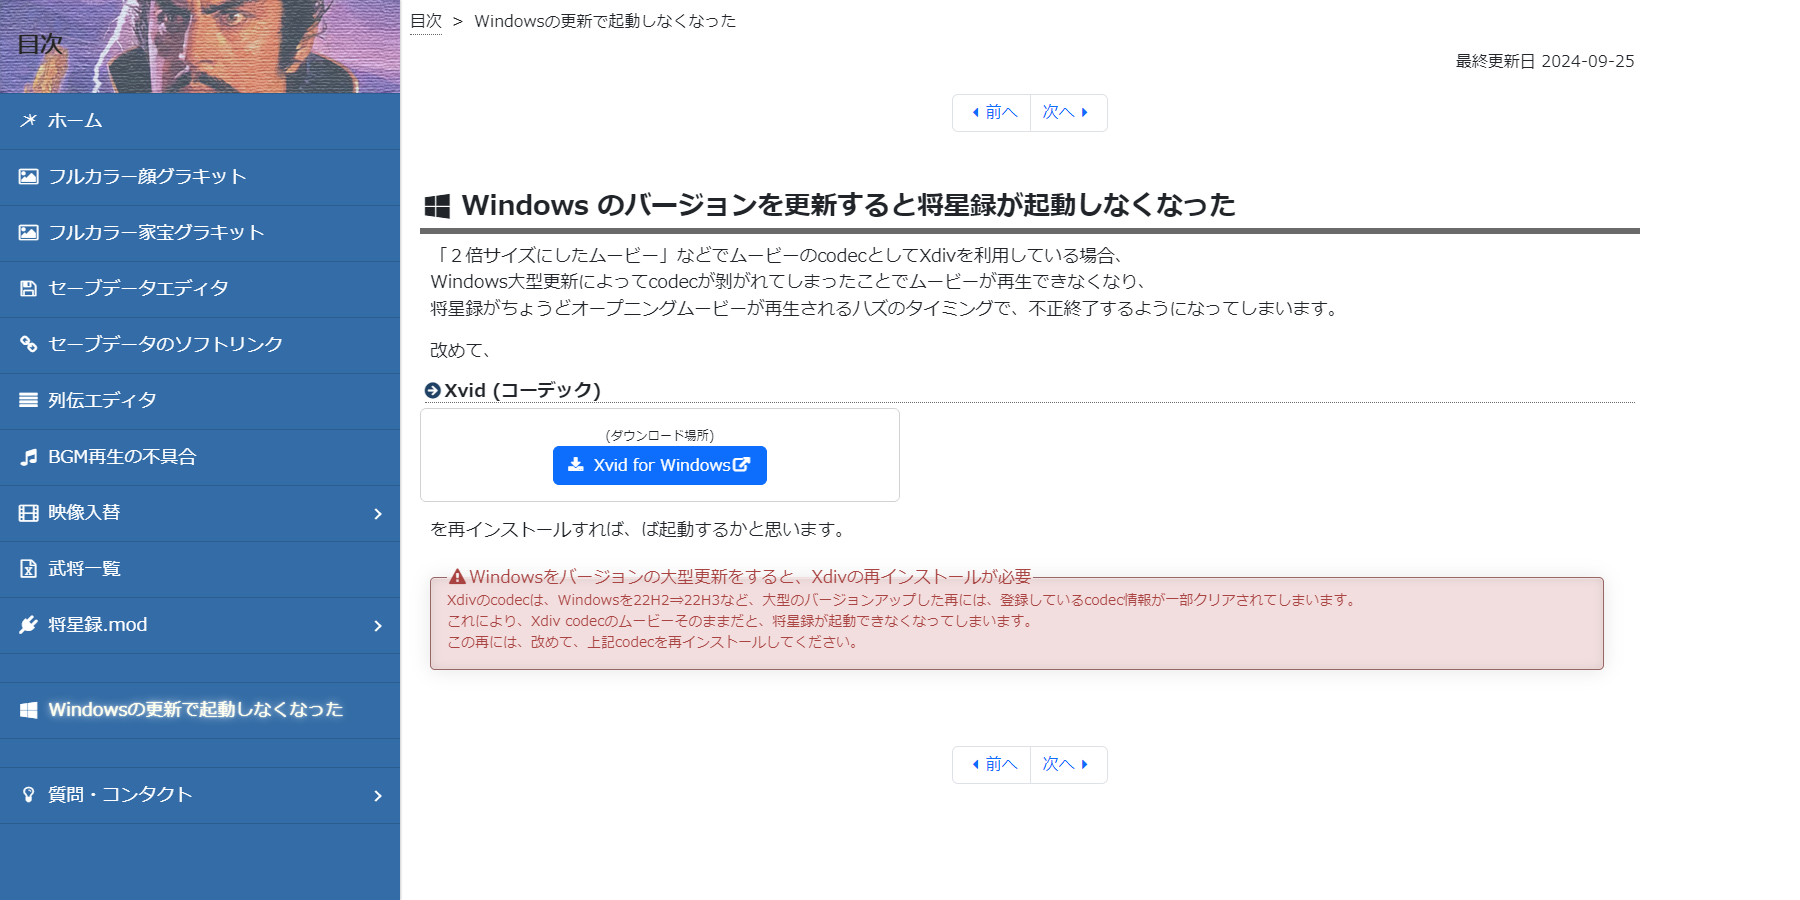 目次
ホーム
フルカラー顔グラキット
フルカラー家宝グラキット
セーブデータエディタ
セーブデータのソフトリンク
列伝エディタ
BGM再生の不具合
映像入替
武将一覧
将星録.mod
Windowsの更新で起動しなくなった
質問・コンタクト
目次 > Windowsの更新で起動しなくなった
最終更新日 2024-09-25
前へ 次へ
Windows のバージョンを更新すると将星録が起動しなくなった
「２倍サイズにしたムービー」などでムービーのcodecとしてXdivを利用している場合、
Windows大型更新によってcodecが剥がれてしまったことでムービーが再生できなくなり、
将星録がちょうどオープニングムービーが再生されるハズのタイミングで、不正終了するようになってしまいます。
改めて、
Xvid (コーデック)
(ダウンロード場所)
Xvid for Windows
を再インストールすれば、ば起動するかと思います。
Windowsをバージョンの大型更新をすると、Xdivの再インストールが必要
Xdivのcodecは、Windowsを22H2⇒22H3など、大型のバージョンアップした再には、登録しているcodec情報が一部クリアされてしまいます。
これにより、Xdiv codecのムービーそのままだと、将星録が起動できなくなってしまいます。
この再には、改めて、上記codecを再インストールしてください。
前へ 次へ